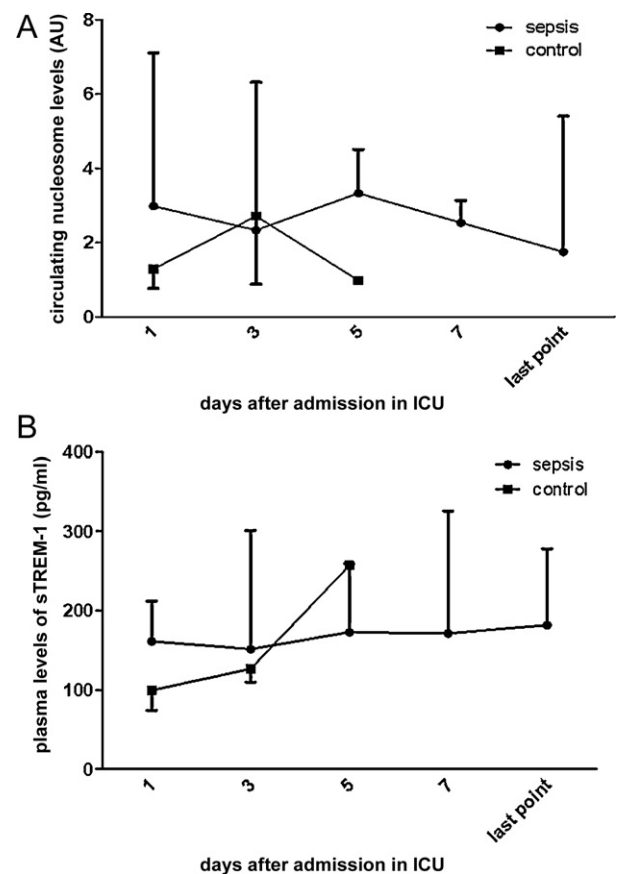 A
circulating nucleosome levels (AU)
8
6
4
2
0
sepsis
control
1
3
5
7
last point
days after admission in ICU
B
plasma levels of sTREM-1 (pg/ml)
400
300
200
100
0
sepsis
control
1
3
5
7
last point
days after admission in ICU